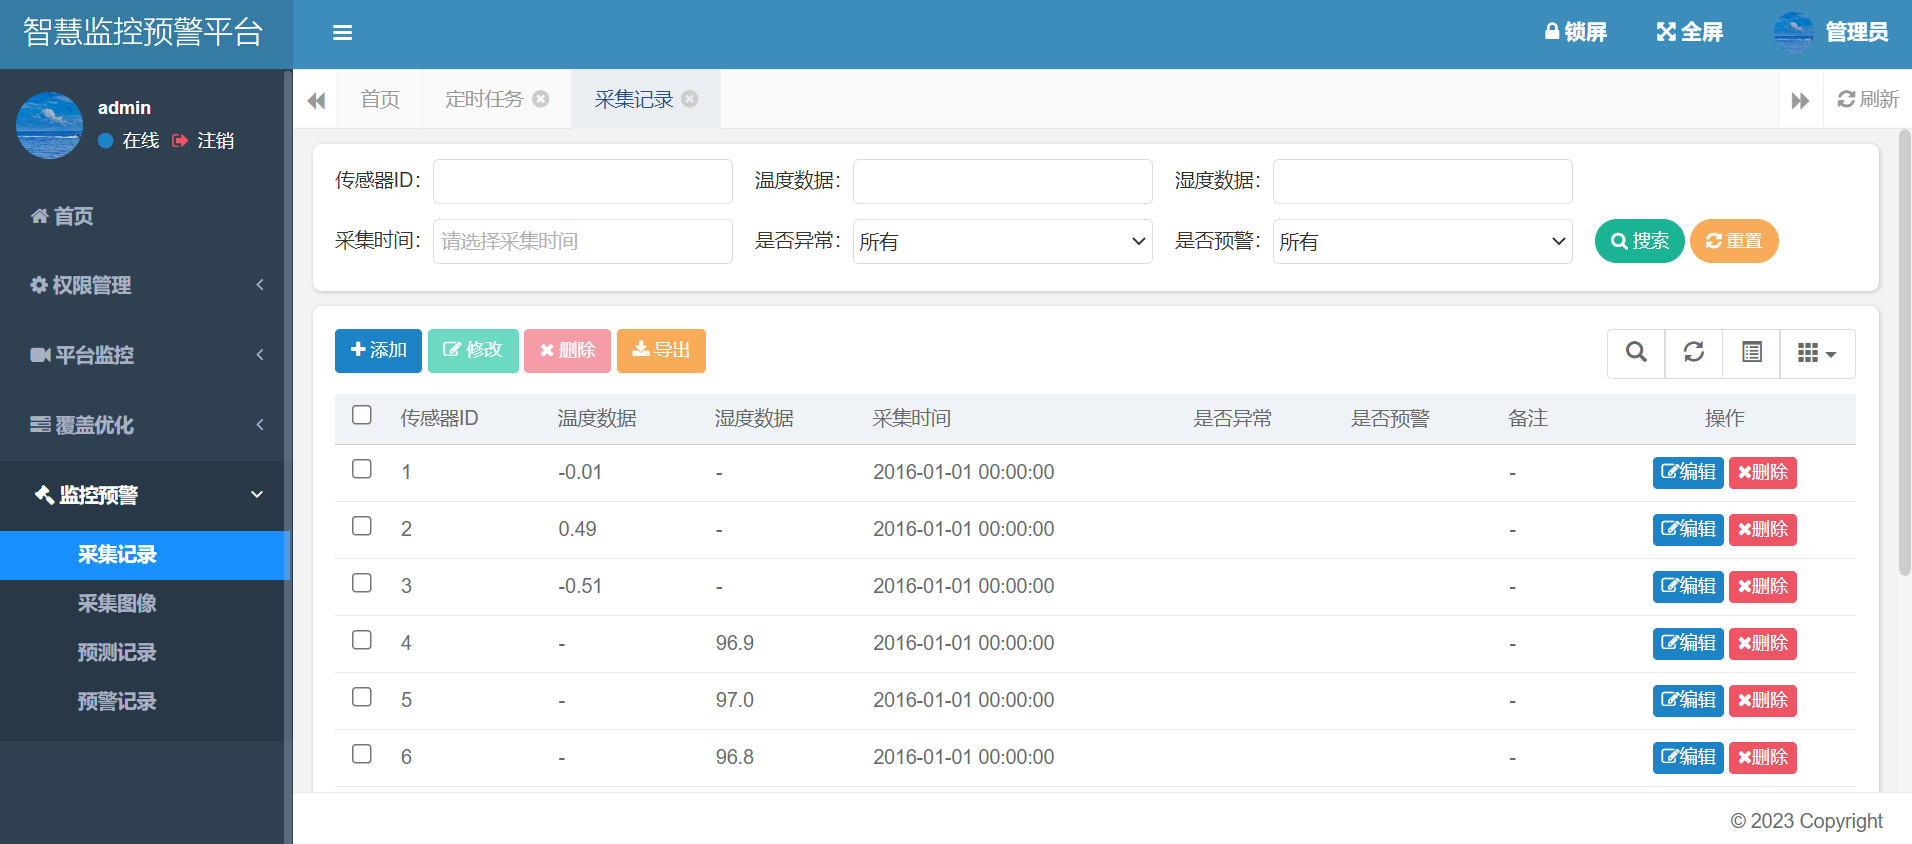 智慧监控预警平台
锁屏 全屏 管理员
admin
在线 注销
首页
权限管理
平台监控
覆盖优化
监控预警
采集记录
采集图像
预测记录
预警记录
首页 定时任务 采集记录 刷新
传感器ID： 温度数据： 湿度数据：
采集时间： 请选择采集时间 是否异常： 所有 是否预警： 所有 搜索 重置
添加 修改 删除 导出
传感器ID 温度数据 湿度数据 采集时间 是否异常 是否预警 备注 操作
1 -0.01 - 2016-01-01 00:00:00 - 编辑 删除
2 0.49 - 2016-01-01 00:00:00 - 编辑 删除
3 -0.51 - 2016-01-01 00:00:00 - 编辑 删除
4 - 96.9 2016-01-01 00:00:00 - 编辑 删除
5 - 97.0 2016-01-01 00:00:00 - 编辑 删除
6 - 96.8 2016-01-01 00:00:00 - 编辑 删除
© 2023 Copyright